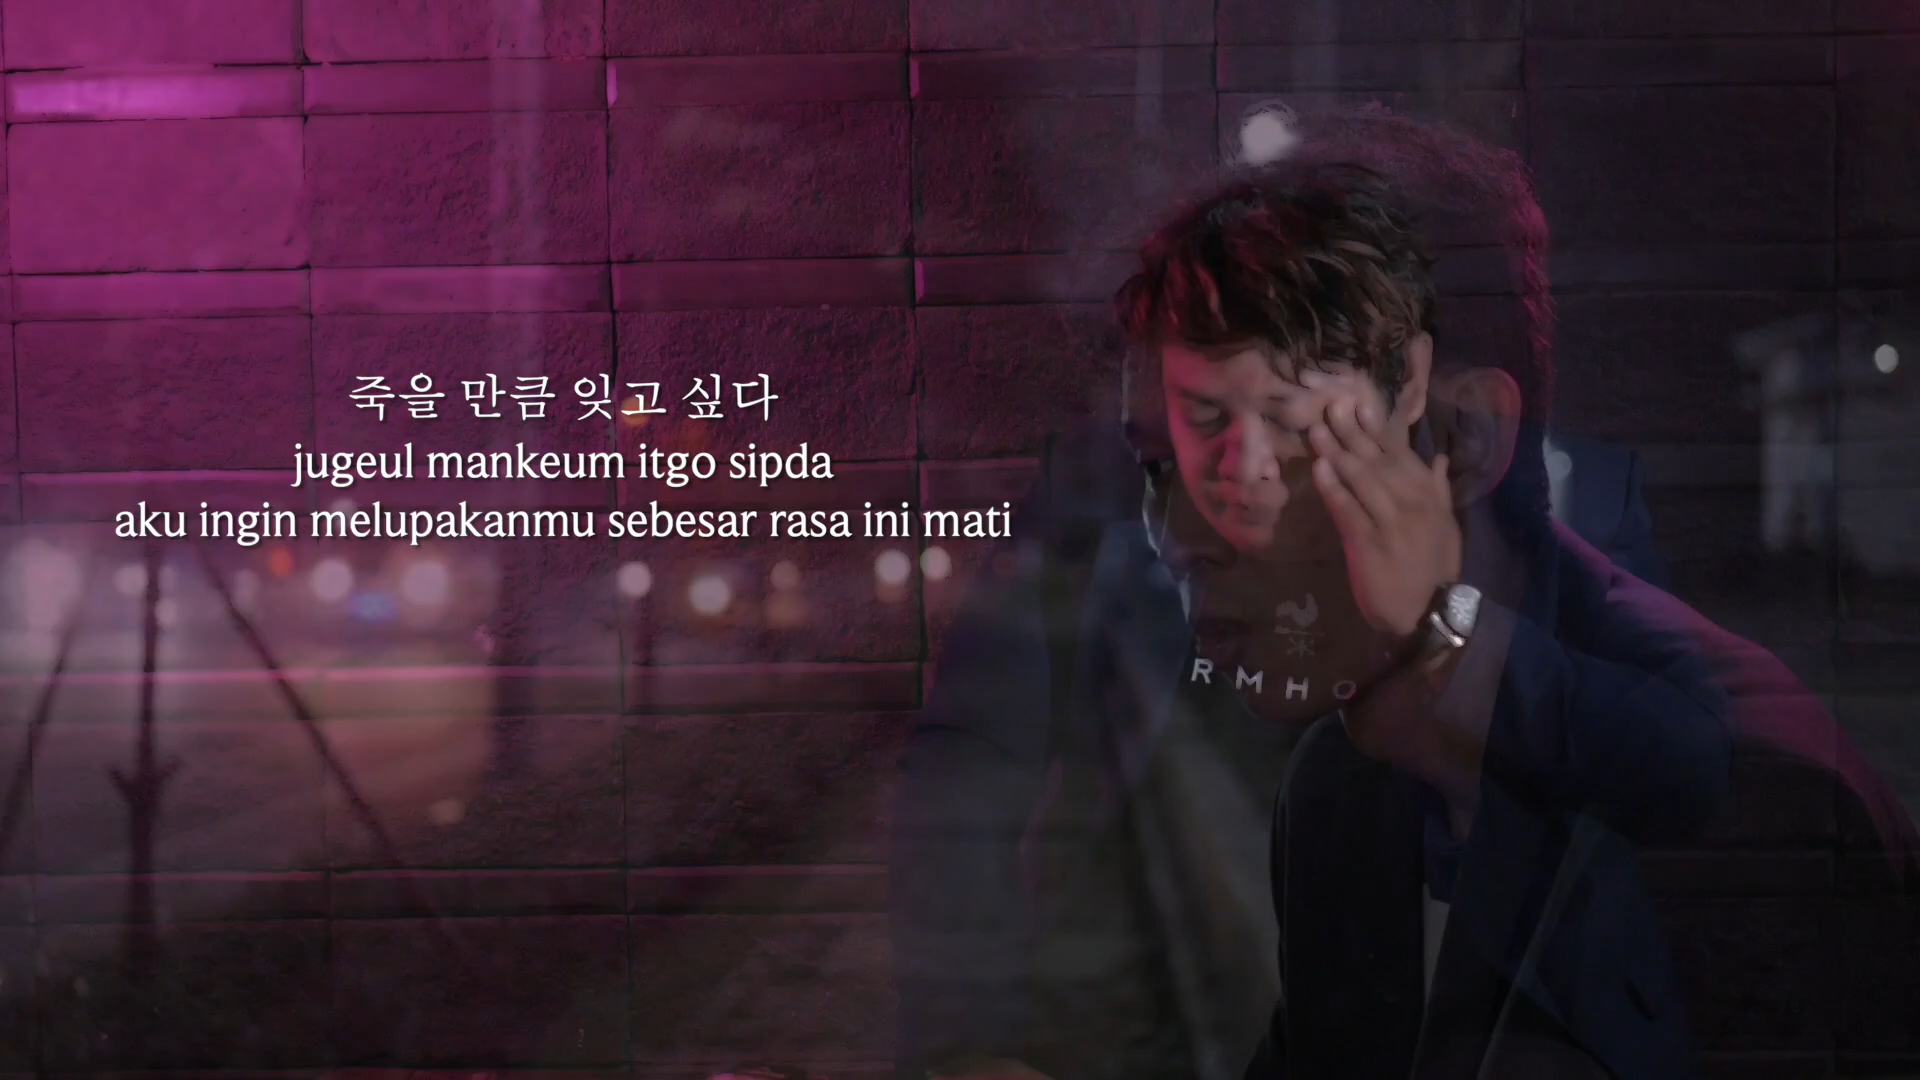 죽을 만큼 잊고 싶다
jugeul mankeum itgo sipda
aku ingin melupakanmu sebesar rasa ini mati
RMHO